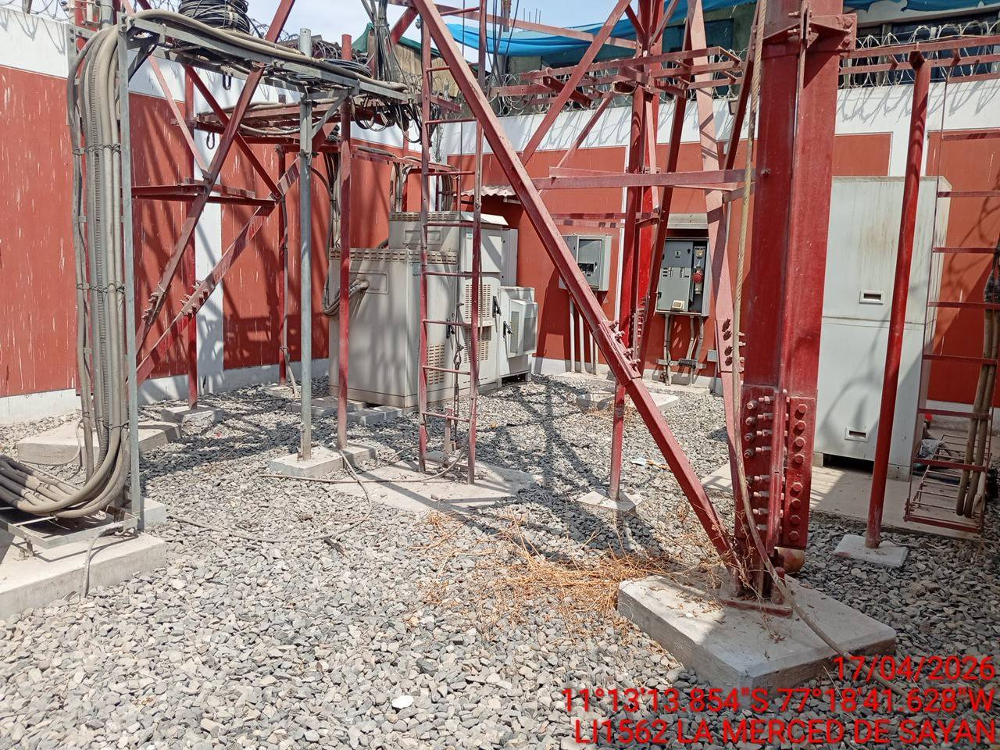 17/04/2026
11°13'13.854"S 77°18'41.628"W
LI1562 LA MERCED DE SAYAN